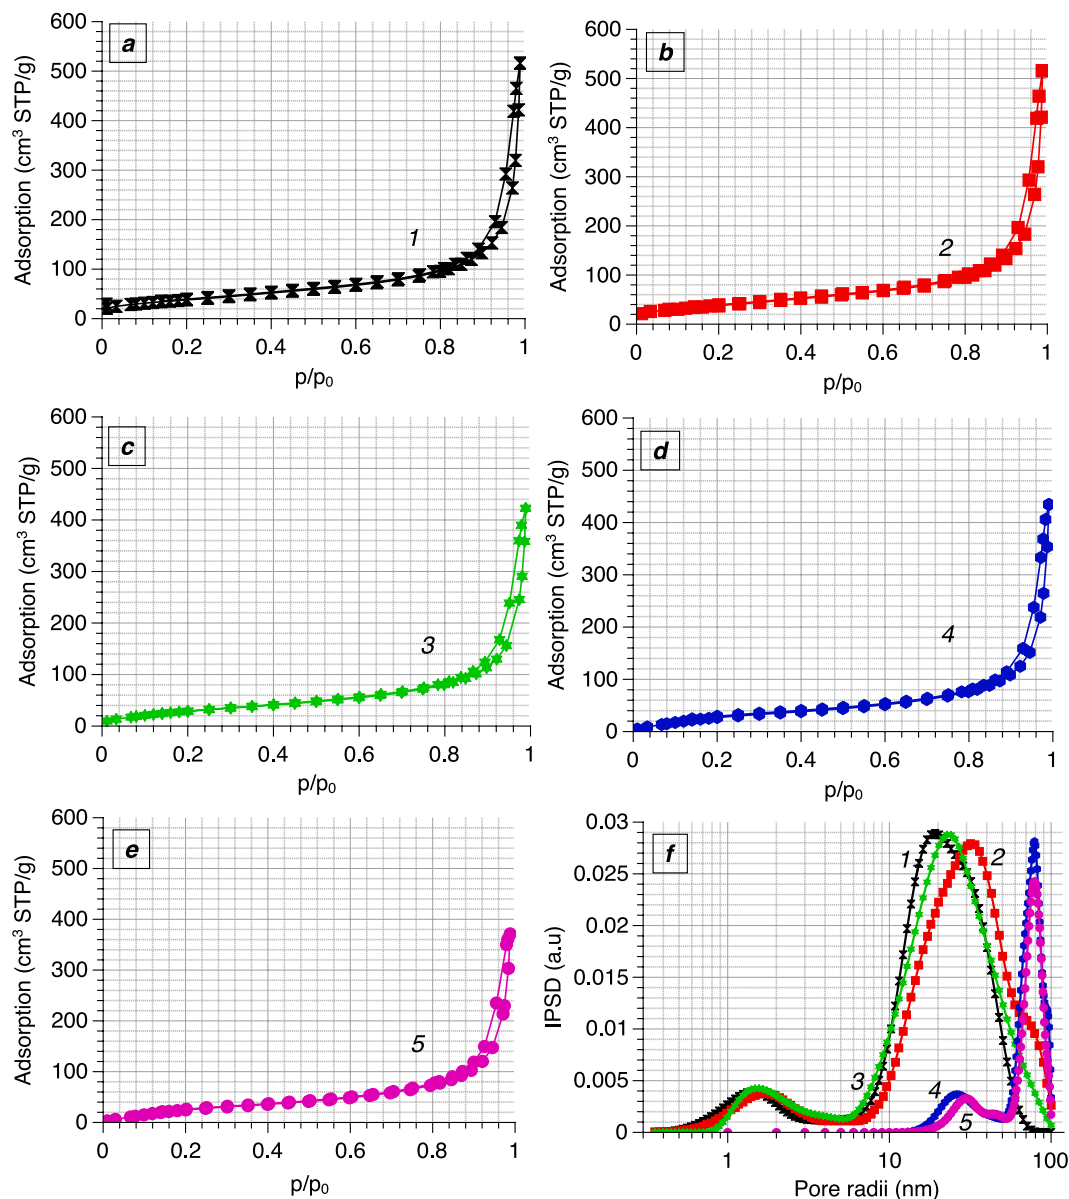 a
Adsorption (cm³ STP/g)
600
500
400
300
200
100
0
1
0 0.2 0.4 0.6 0.8 1
p/p₀
b
Adsorption (cm³ STP/g)
600
500
400
300
200
100
0
2
0 0.2 0.4 0.6 0.8 1
p/p₀
c
Adsorption (cm³ STP/g)
600
500
400
300
200
100
0
3
0 0.2 0.4 0.6 0.8 1
p/p₀
d
Adsorption (cm³ STP/g)
600
500
400
300
200
100
0
4
0 0.2 0.4 0.6 0.8 1
p/p₀
e
Adsorption (cm³ STP/g)
600
500
400
300
200
100
0
5
0 0.2 0.4 0.6 0.8 1
p/p₀
f
IPSD (a.u)
0.03
0.025
0.02
0.015
0.01
0.005
0
1
2
3
4
5
1 10 100
Pore radii (nm)